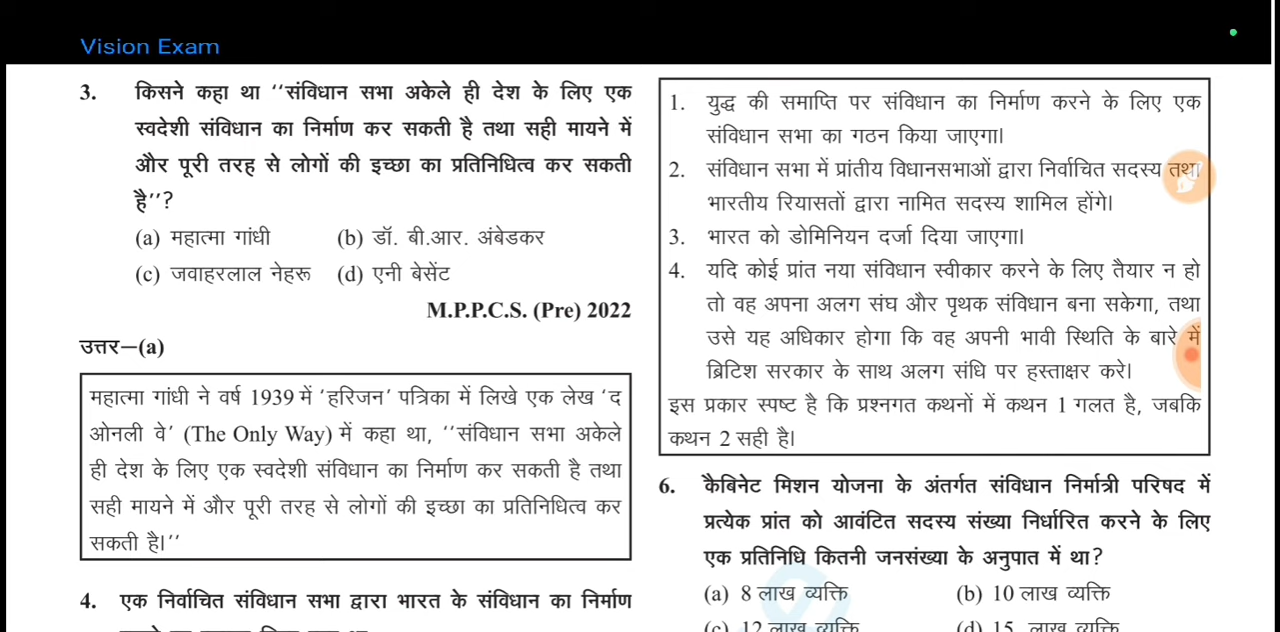 Vision Exam
3. किसने कहा था ‘‘संविधान सभा अकेले ही देश के लिए एक
स्वदेशी संविधान का निर्माण कर सकती है तथा सही मायने में
और पूरी तरह से लोगों की इच्छा का प्रतिनिधित्व कर सकती
है’’?
(a) महात्मा गांधी (b) डॉ. बी.आर. अंबेडकर
(c) जवाहरलाल नेहरू (d) एनी बेसेंट
M.P.P.C.S. (Pre) 2022
उत्तर—(a)
महात्मा गांधी ने वर्ष 1939 में ‘हरिजन’ पत्रिका में लिखे एक लेख ‘द
ओनली वे’ (The Only Way) में कहा था, ‘‘संविधान सभा अकेले
ही देश के लिए एक स्वदेशी संविधान का निर्माण कर सकती है तथा
सही मायने में और पूरी तरह से लोगों की इच्छा का प्रतिनिधित्व कर
सकती है।’’
4. एक निर्वाचित संविधान सभा द्वारा भारत के संविधान का निर्माण
1. युद्ध की समाप्ति पर संविधान का निर्माण करने के लिए एक
संविधान सभा का गठन किया जाएगा।
2. संविधान सभा में प्रांतीय विधानसभाओं द्वारा निर्वाचित सदस्य तथा
भारतीय रियासतों द्वारा नामित सदस्य शामिल होंगे।
3. भारत को डोमिनियन दर्जा दिया जाएगा।
4. यदि कोई प्रांत नया संविधान स्वीकार करने के लिए तैयार न हो
तो वह अपना अलग संघ और पृथक संविधान बना सकेगा, तथा
उसे यह अधिकार होगा कि वह अपनी भावी स्थिति के बारे में
ब्रिटिश सरकार के साथ अलग संधि पर हस्ताक्षर करे।
इस प्रकार स्पष्ट है कि प्रश्नगत कथनों में कथन 1 गलत है, जबकि
कथन 2 सही है।
6. कैबिनेट मिशन योजना के अंतर्गत संविधान निर्मात्री परिषद में
प्रत्येक प्रांत को आवंटित सदस्य संख्या निर्धारित करने के लिए
एक प्रतिनिधि कितनी जनसंख्या के अनुपात में था?
(a) 8 लाख व्यक्ति (b) 10 लाख व्यक्ति
(c) 12 लाख व्यक्ति (d) 15 लाख व्यक्ति